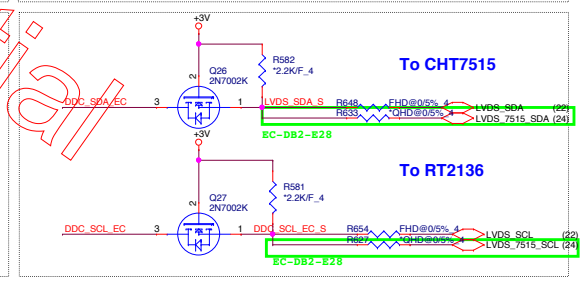 +3V
R582
*2.2K/F_4
To CHT7515
2
Q26
2N7002K
DDC_SDA_EC
3
1
LVDS_SDA_S
R648
FHD@0/5%_4
LVDS_SDA
(22)
R633
*QHD@0/5%_4
LVDS_7515_SDA
(24)
+3V
EC-DB2-E28
To RT2136
R581
*2.2K/F_4
2
Q27
2N7002K
DDC_SCL_EC
3
1
DDC_SCL_EC_S
R654
FHD@0/5%_4
LVDS_SCL
(22)
R627
*QHD@0/5%_4
LVDS_7515_SCL
(24)
EC-DB2-E28